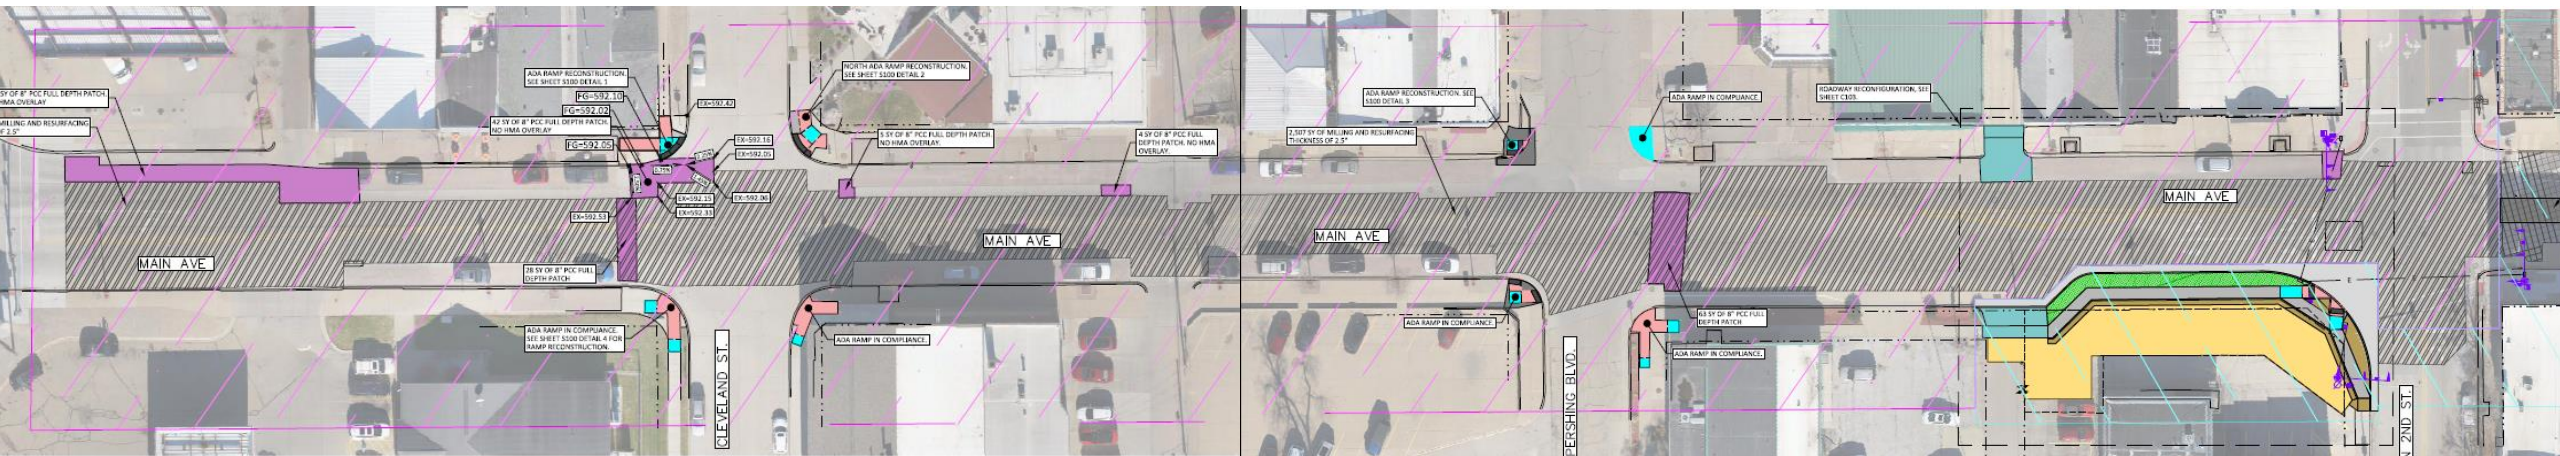 SY OF 8" PCC FULL DEPTH PATCH.
HMA OVERLAY
MILLING AND RESURFACING
OF 2.5"
MAIN AVE
ADA RAMP RECONSTRUCTION.
SEE SHEET S100 DETAIL 1
FG=592.10
FG=592.02
42 SY OF 8" PCC FULL DEPTH PATCH.
NO HMA OVERLAY
FG=592.05
EX=592.42
EX=592.16
EX=592.05
EX=592.06
EX=592.15
EX=592.33
EX=592.53
28 SY OF 8" PCC FULL
DEPTH PATCH
ADA RAMP IN COMPLIANCE.
SEE SHEET S100 DETAIL 4 FOR
RAMP RECONSTRUCTION.
CLEVELAND ST.
NORTH ADA RAMP RECONSTRUCTION.
SEE SHEET S100 DETAIL 2
5 SY OF 8" PCC FULL DEPTH PATCH.
NO HMA OVERLAY.
4 SY OF 8" PCC FULL
DEPTH PATCH. NO HMA
OVERLAY.
MAIN AVE
ADA RAMP IN COMPLIANCE.
ADA RAMP RECONSTRUCTION. SEE
S100 DETAIL 3
2,507 SY OF MILLING AND RESURFACING
THICKNESS OF 2.5"
MAIN AVE
ADA RAMP IN COMPLIANCE.
PERSHING BLVD.
ADA RAMP IN COMPLIANCE.
63 SY OF 8" PCC FULL
DEPTH PATCH
ADA RAMP IN COMPLIANCE.
ROADWAY RECONFIGURATION, SEE
SHEET C103.
MAIN AVE
E
N 2ND ST.